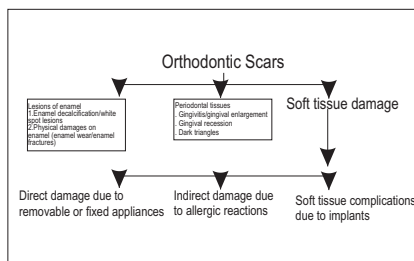 Orthodontic Scars
Lesions of enamel
1.Enamel decalcification/white
spot lesions
2.Physical damages on
enamel (enamel wear/enamel
fractures)
Periodontal tissues
. Gingivitis/gingival enlargement
. Gingival recession
. Dark triangles
Soft tissue damage
Direct damage due to
removable or fixed appliances
Indirect damage due
to allergic reactions
Soft tissue complications
due to implants